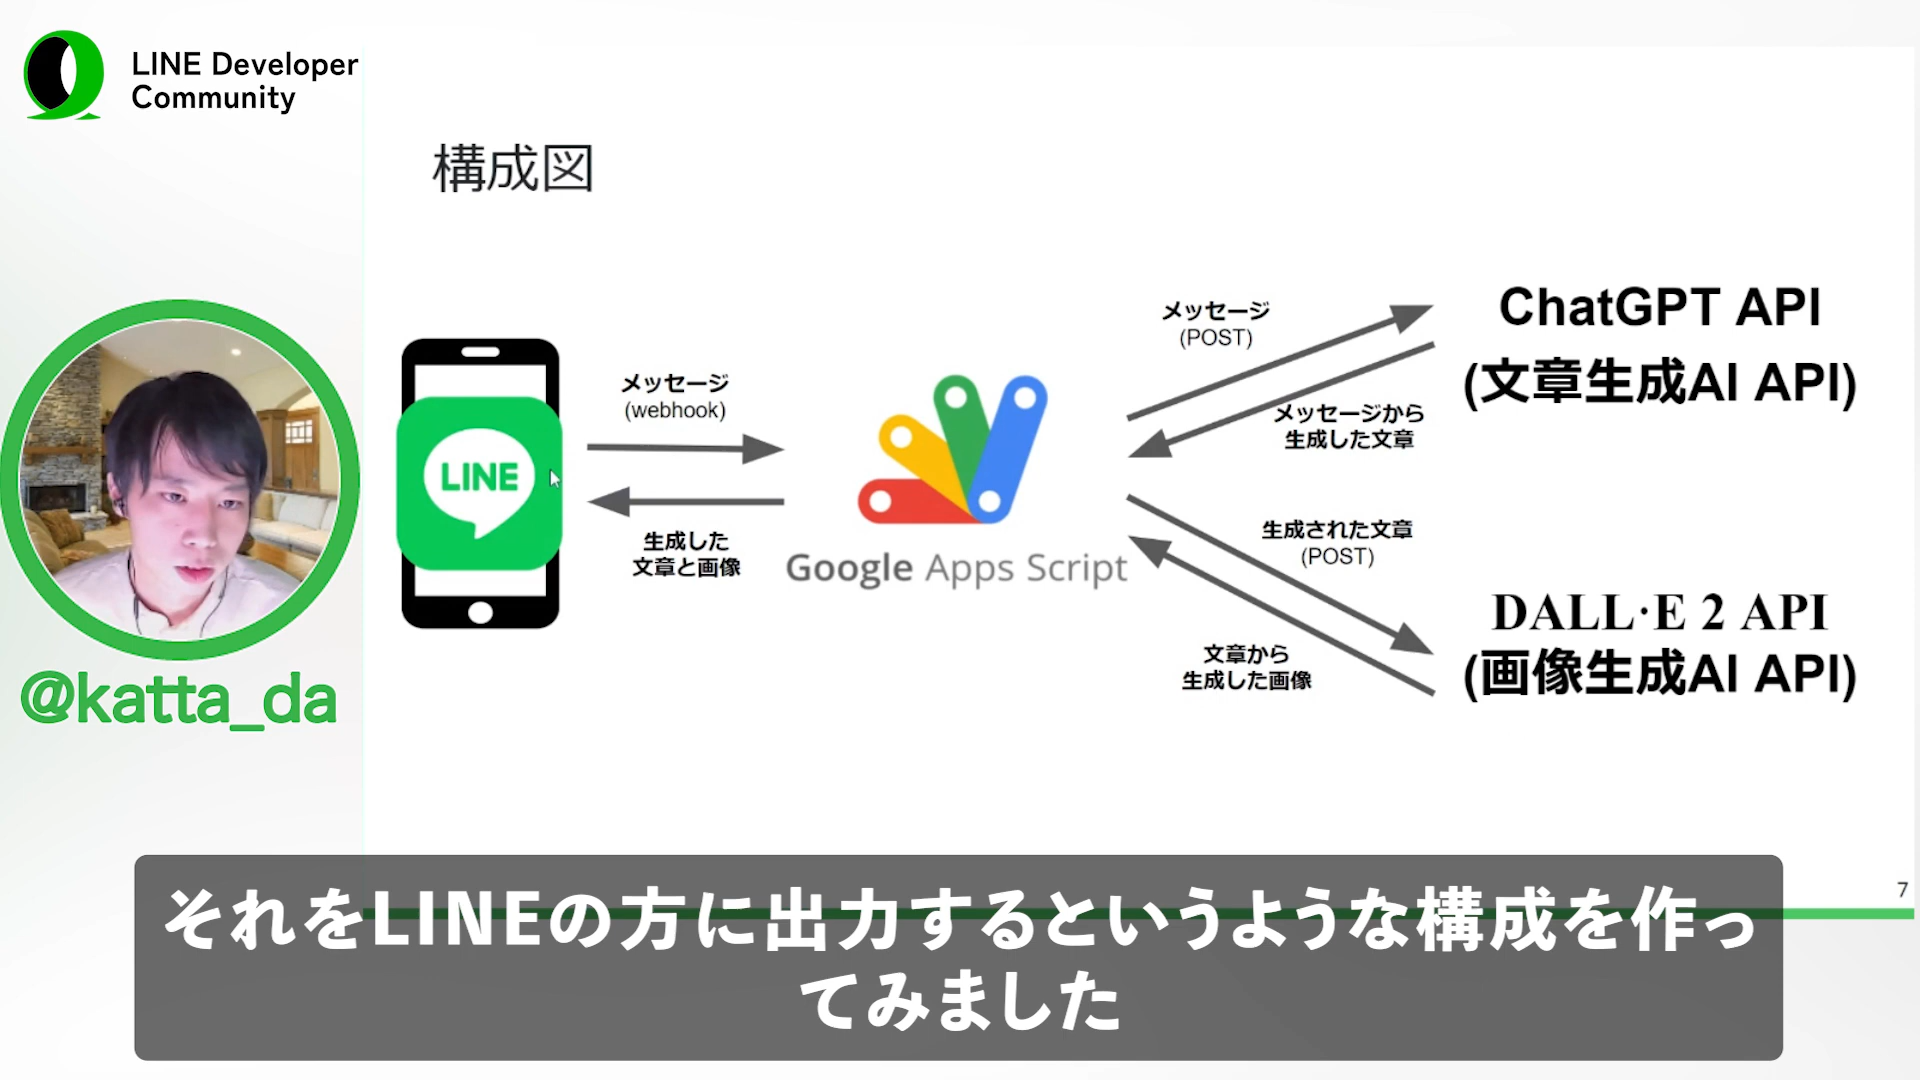 LINE Developer
Community
構成図
メッセージ
(webhook)
LINE
生成した
文章と画像
Google Apps Script
メッセージ
(POST)
メッセージから
生成した文章
ChatGPT API
(文章生成AI API)
生成された文章
(POST)
文章から
生成した画像
DALL·E 2 API
(画像生成AI API)
@katta_da
7
それをLINEの方に出力するというような構成を作っ
てみました